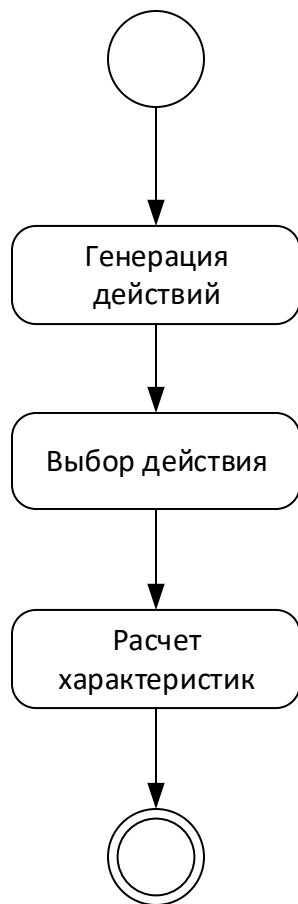 Генерация
действий
Выбор действия
Расчет
характеристик